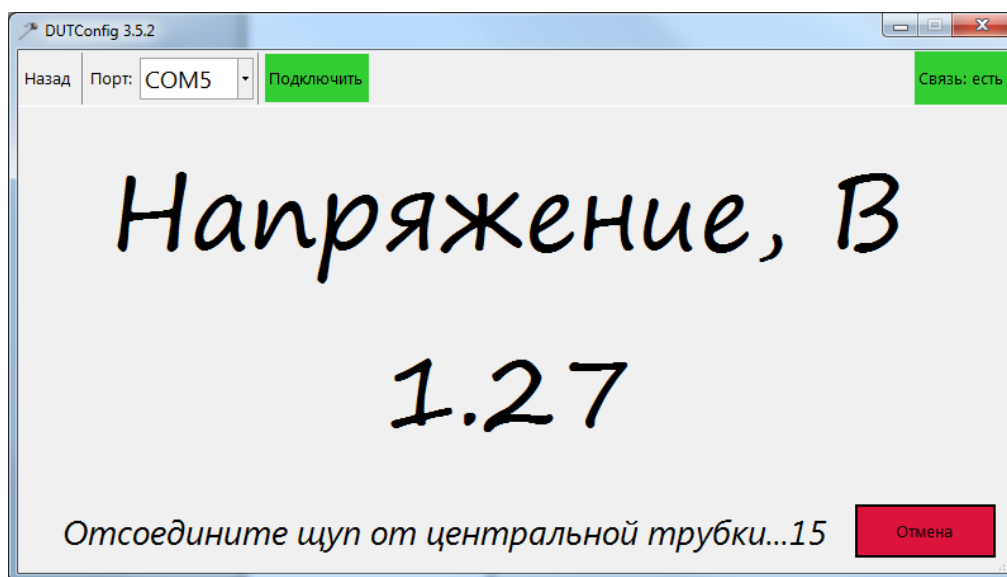 DUTConfig 3.5.2
Назад Порт: COM5 Подключить Связь: есть
Напряжение, В
1.27
Отсоедините щуп от центральной трубки...15 Отмена